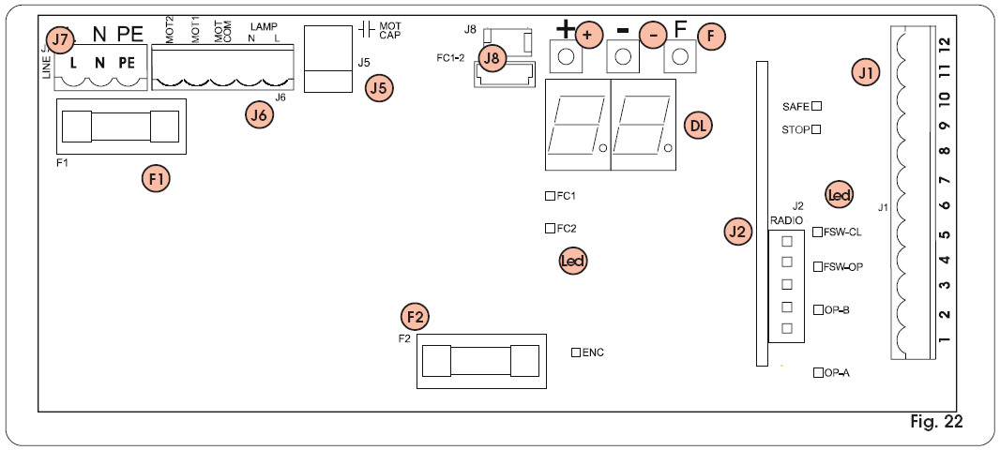 J7
N PE
LINE
L N PE
MOT2
MOT1
MOT COM
LAMP
N L
J6
J6
MOT
CAP
J5
J5
J8
FC1-2
J8
+ +
- -
F F
DL
F1
F1
FC1
FC2
Led
F2
F2
ENC
SAFE
STOP
J1
Led
J2
J2
RADIO
J1
FSW-CL
FSW-OP
OP-B
OP-A
12
11
10
9
8
7
6
5
4
3
2
1
Fig. 22